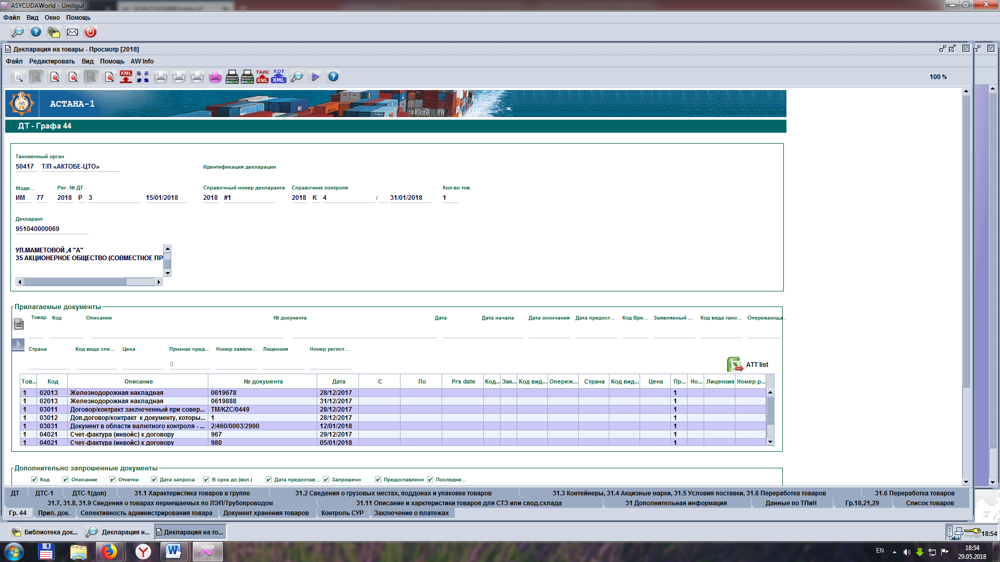 ASYCUDAWorld - Umitgul
Файл Вид Окно Помощь
Декларация на товары - Просмотр [2018]
Файл Редактировать Вид Помощь AW Info
XML ТАИС XML KDT XML
100 %
АСТАНА-1
ДТ - Графа 44
Таможенный орган
50417 Т/П «АКТОБЕ-ЦТО» Идентификация декларации
Моде... Рег. № ДТ Справочный номер декларанта Справочник контроля Кол-во тов.
ИМ 77 2018 Р 3 15/01/2018 2018 #1 2018 К 4 / 31/01/2018 1
Декларант
951040000069
УЛ.МАМЕТОВОЙ ,4 "А"
35 АКЦИОНЕРНОЕ ОБЩЕСТВО (СОВМЕСТНОЕ ПР
Прилагаемые документы
Товар Код Описание № документа Дата Дата начала Дата окончания Дата предост... Код Вре... Заявляемый ... Код вида тамо... Опережающа...
Страна Код вида спе... Цена Признак пред... Номер заявле... Лицензия Номер регист...
0
ATT list
Тов... Код Описание № документа Дата С По Prs date Код... Зая... Код вид... Опереж... Страна Код вид... Цена Пр... Но... Лицензия Номер р...
1 02013 Железнодорожная накладная 0619678 28/12/2017 1
1 02013 Железнодорожная накладная 0619888 31/12/2017 1
1 03011 Договор/контракт заключенный при совер... TM/KZC/0449 28/12/2017 1
1 03012 Доп.договор/контракт к документу, которы... 1 28/12/2017 1
1 03031 Документ в области валютного контроля - ... 2/460/0003/2990 12/01/2018 1
1 04021 Счет-фактура (инвойс) к договору 967 29/12/2017 1
1 04021 Счет-фактура (инвойс) к договору 980 05/01/2018 1
Дополнительно запрошенные документы
Код Описание Отметки Дата запроса В срок до (вкл.) Дата предостав... Запрошено Предоставлено Последне...
ДТ ДТС-1 ДТС-1(доп) 31.1 Характеристика товаров в группе 31.2 Сведения о грузовых местах, поддонах и упаковке товаров 31.3 Контейнеры, 31.4 Акцизные марки, 31.5 Условия поставки, 31.6 Переработка товаров 31.6 Переработка товаров
31.7, 31.8, 31.9 Сведения о товарах пермещаемых по ЛЭП/Трубопроводом 31.11 Описание и харктеристики товаров для СТЗ или свод.склада 31 Дополнительная информация Данные по ТПиН Гр.18,21,29 Список товаров
Гр. 44 Прил. док. Селективность администрирования товара Документ хранения товаров Контроль СУР Заключение о платежах
Библиотека док... Декларация н... Декларация на то... 18:54
EN 18:54
29.05.2018